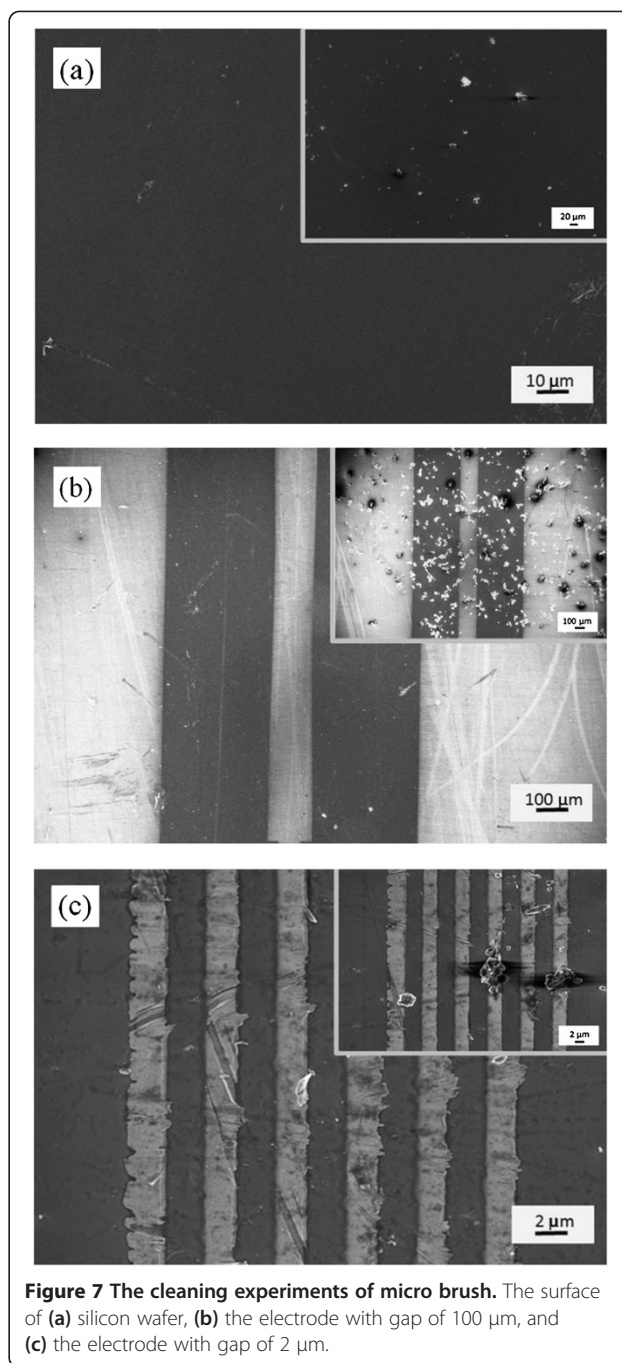 (a)
20 µm
10 µm
(b)
100 µm
100 µm
(c)
2 µm
2 µm
Figure 7 The cleaning experiments of micro brush. The surface
of (a) silicon wafer, (b) the electrode with gap of 100 µm, and
(c) the electrode with gap of 2 µm.